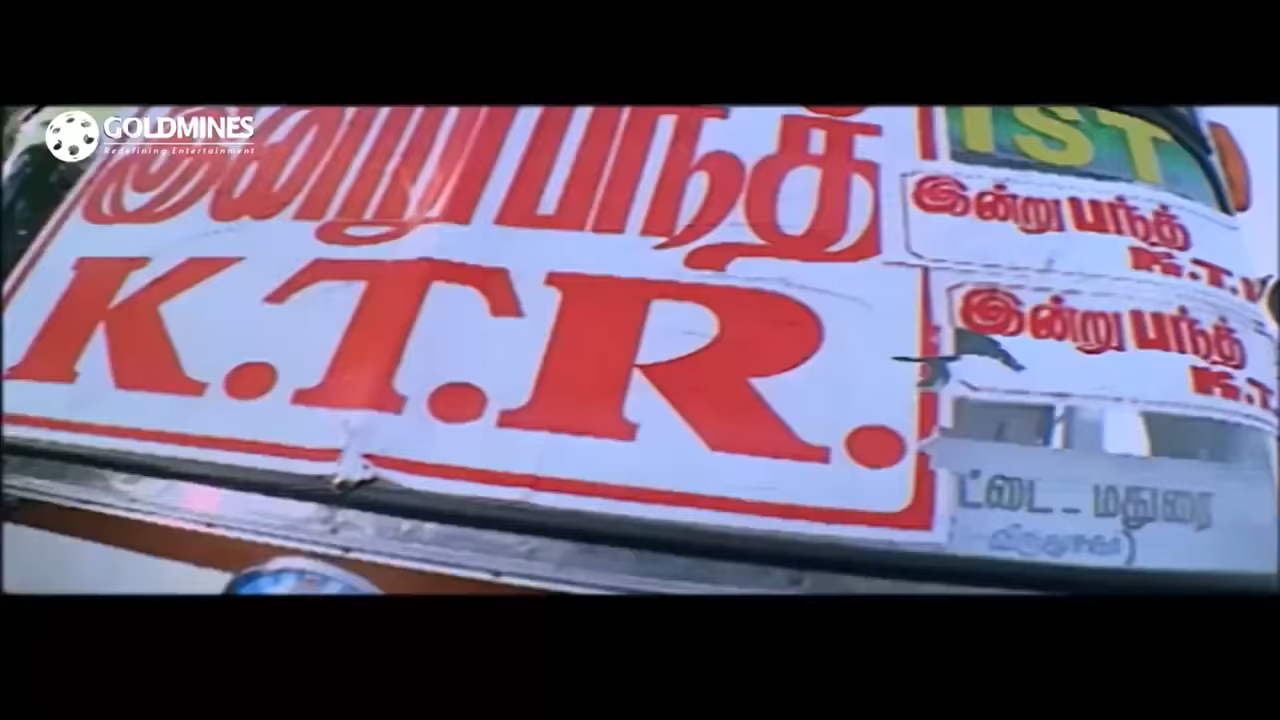 GOLDMINES
Redefining Entertainment
இன்று பந்த்
K.T.R.
IST
இன்று பந்த்
K.T.
இன்று பந்த்
K.T.
ட்டை - மதுரை